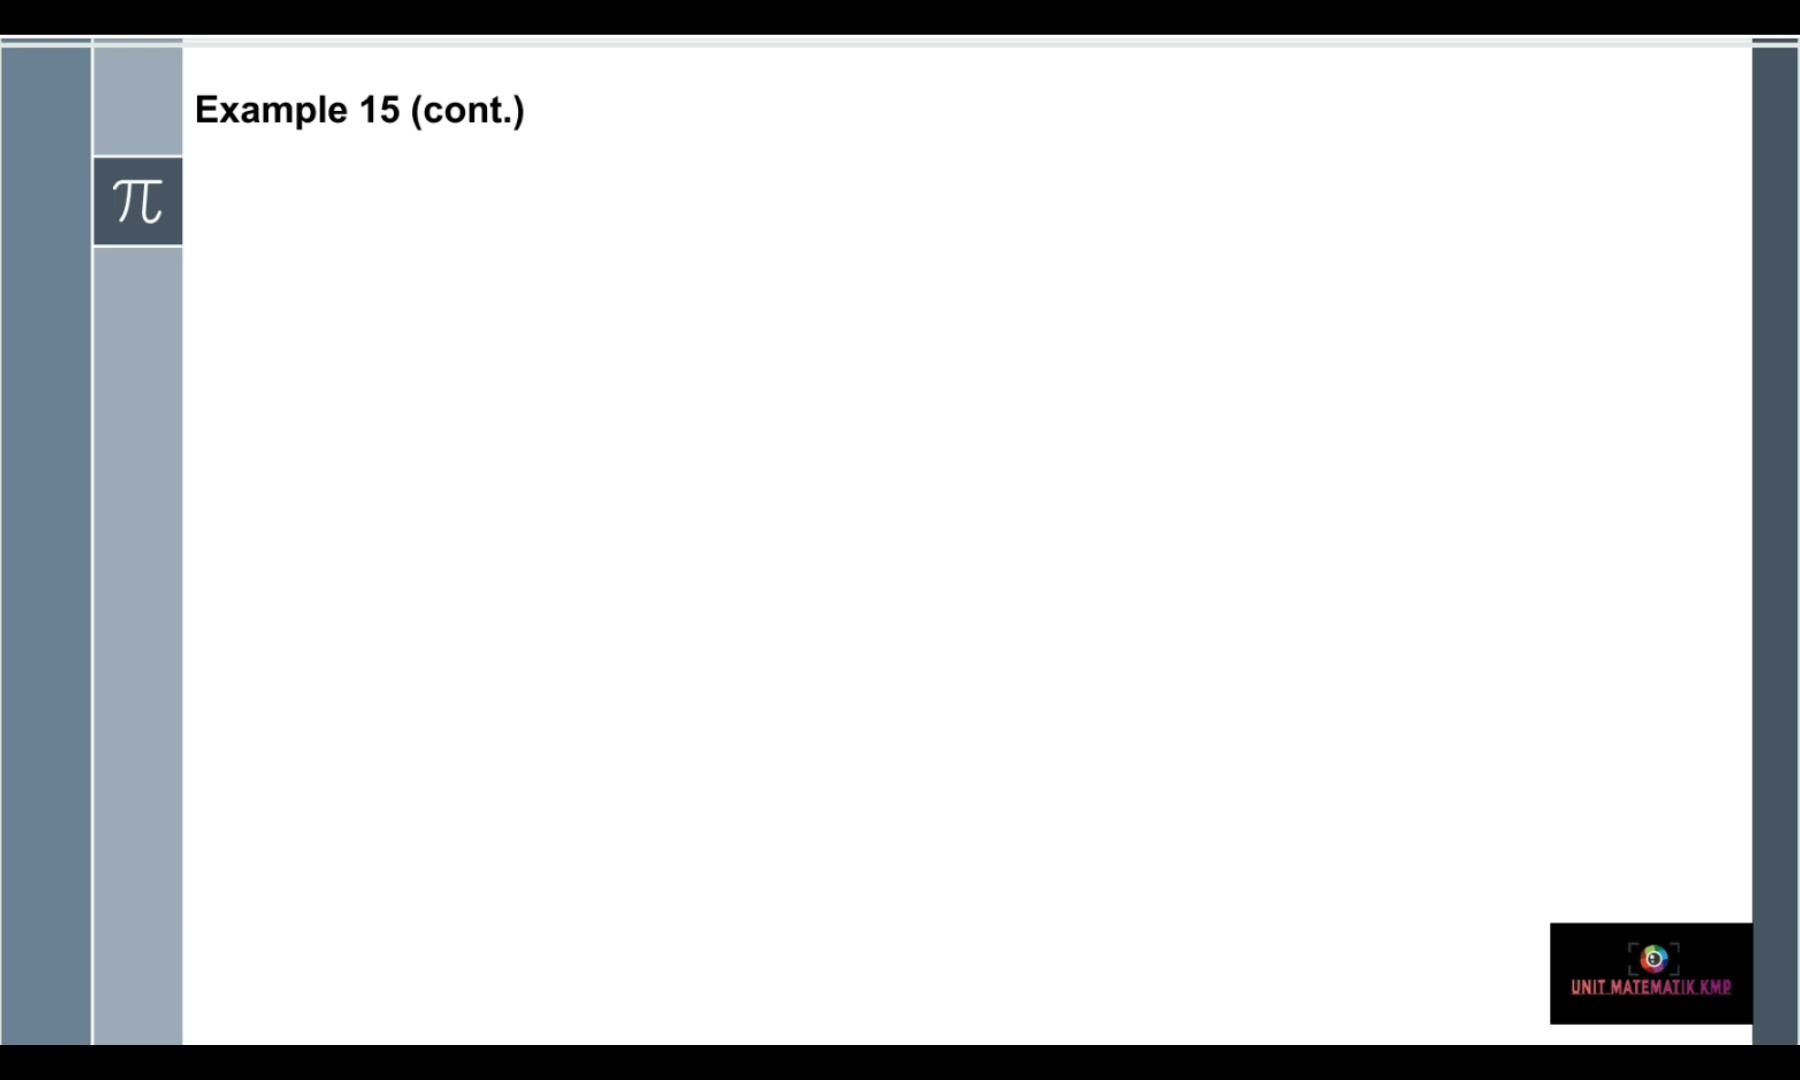 Example 15 (cont.)
π
UNIT MATEMATIK KMP